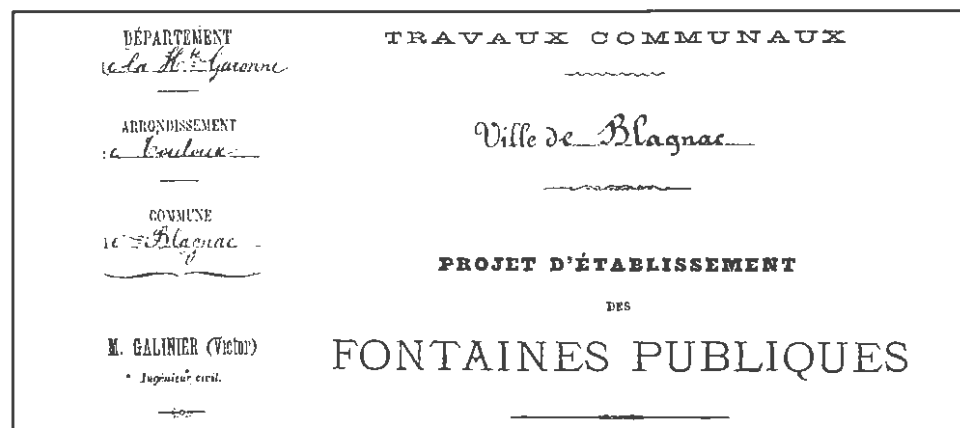 DÉPARTEMENT
de la Hte Garonne
ARRONDISSEMENT
de Toulouse
COMMUNE
de Blagnac
M. GALINIER (Victor)
Ingénieur civil.
TRAVAUX COMMUNAUX
Ville de Blagnac
PROJET D'ÉTABLISSEMENT
DES
FONTAINES PUBLIQUES